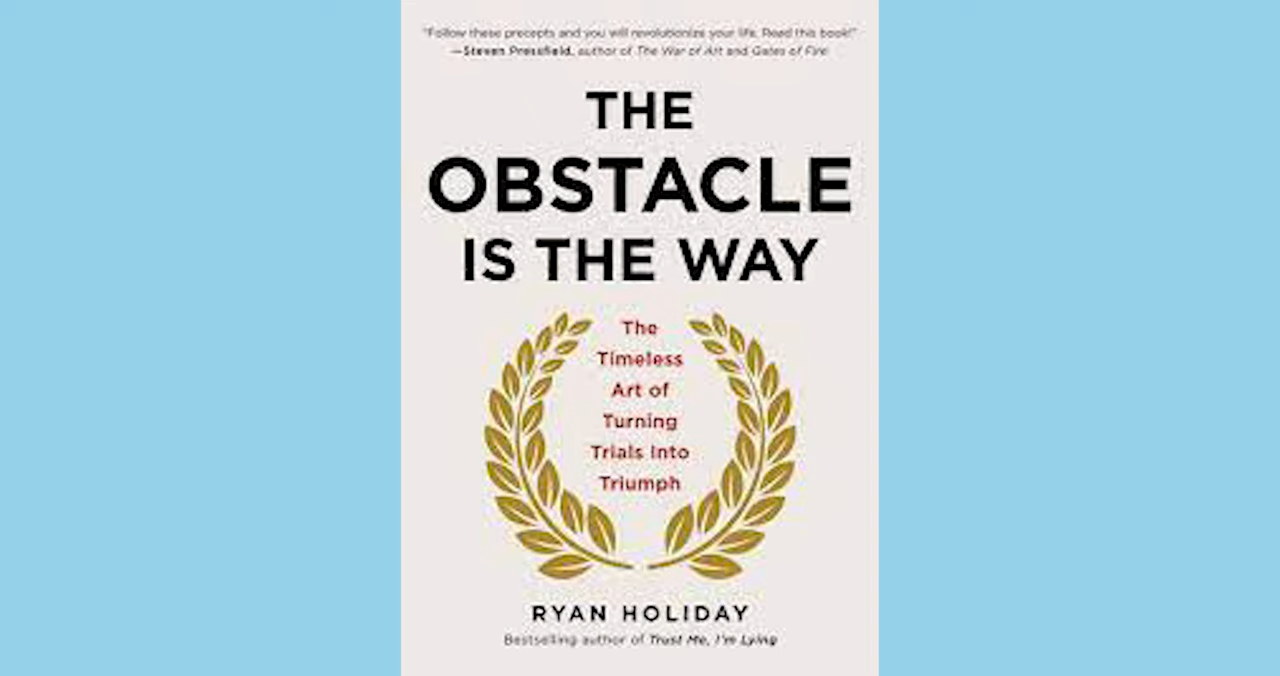 "Follow these precepts and you will revolutionize your life. Read this book!"
—Steven Pressfield, author of The War of Art and Gates of Fire
THE
OBSTACLE
IS THE WAY
The
Timeless
Art of
Turning
Trials Into
Triumph
RYAN HOLIDAY
Bestselling author of Trust Me, I'm Lying